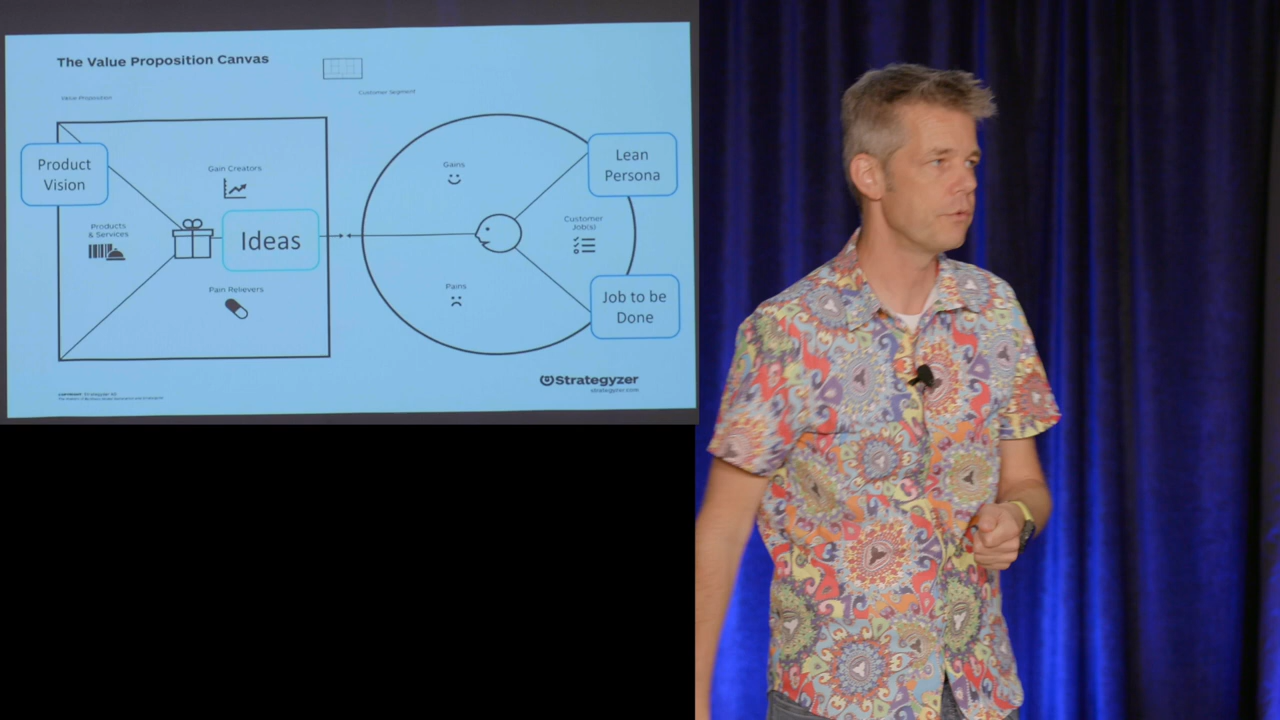 The Value Proposition Canvas
Value Proposition
Customer Segment
Product
Vision
Gain Creators
Products
& Services
Ideas
Pain Relievers
Gains
Pains
Customer
Job(s)
Lean
Persona
Job to be
Done
Strategyzer
strategyzer.com